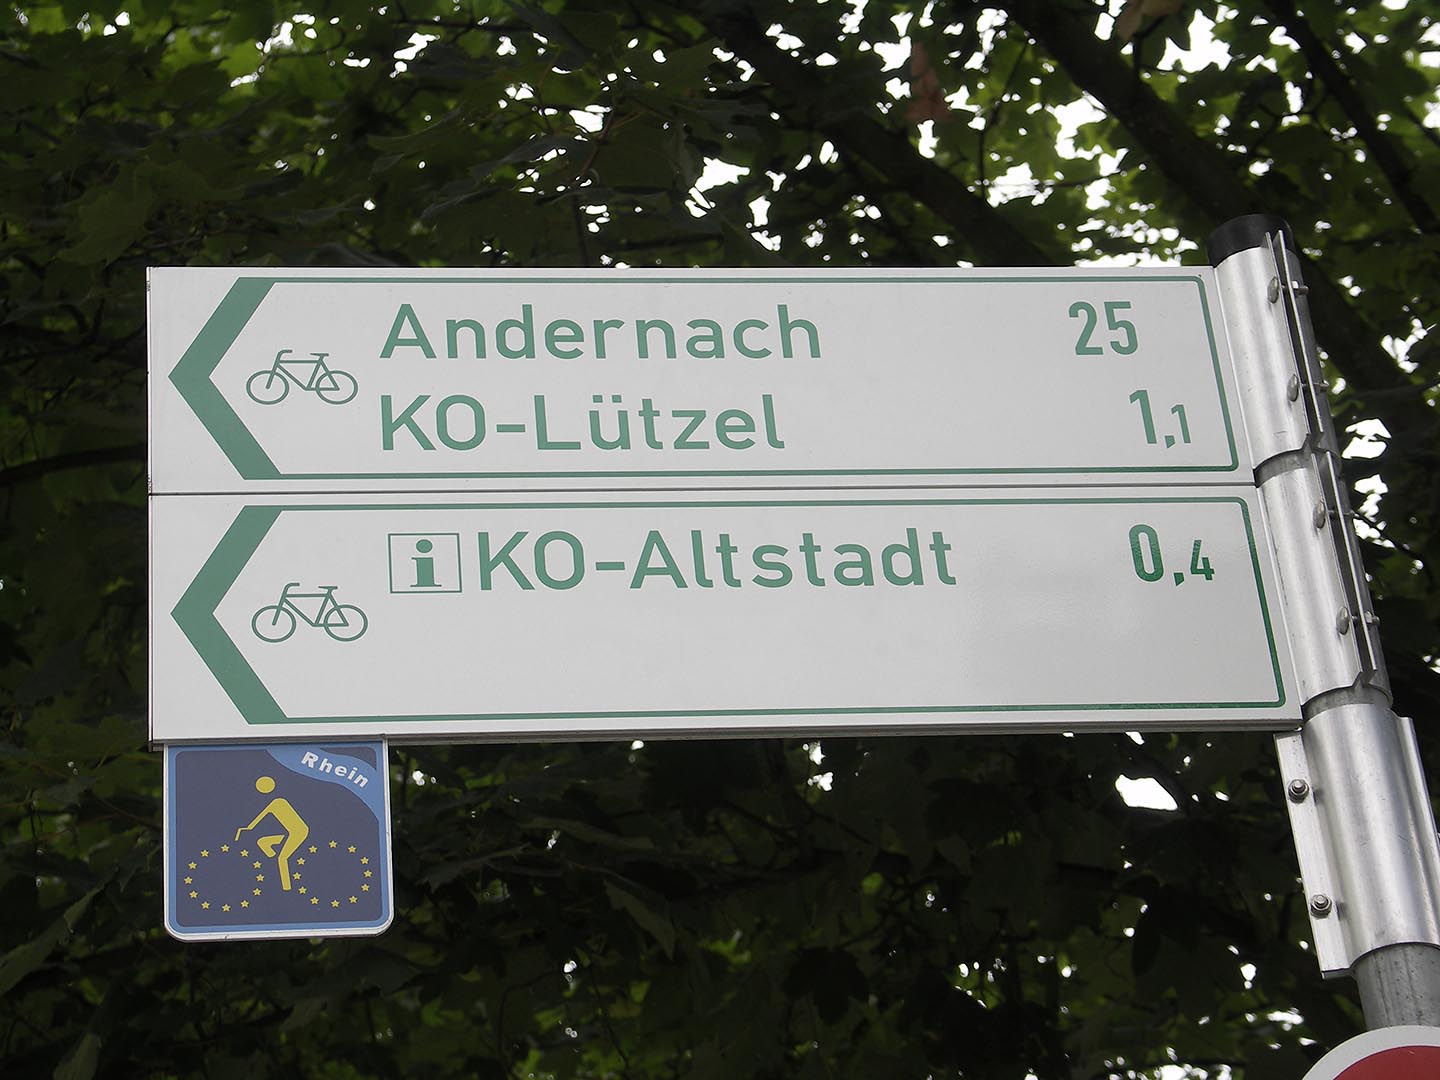 Andernach 25
KO-Lützel 1,1
i KO-Altstadt 0,4
Rhein